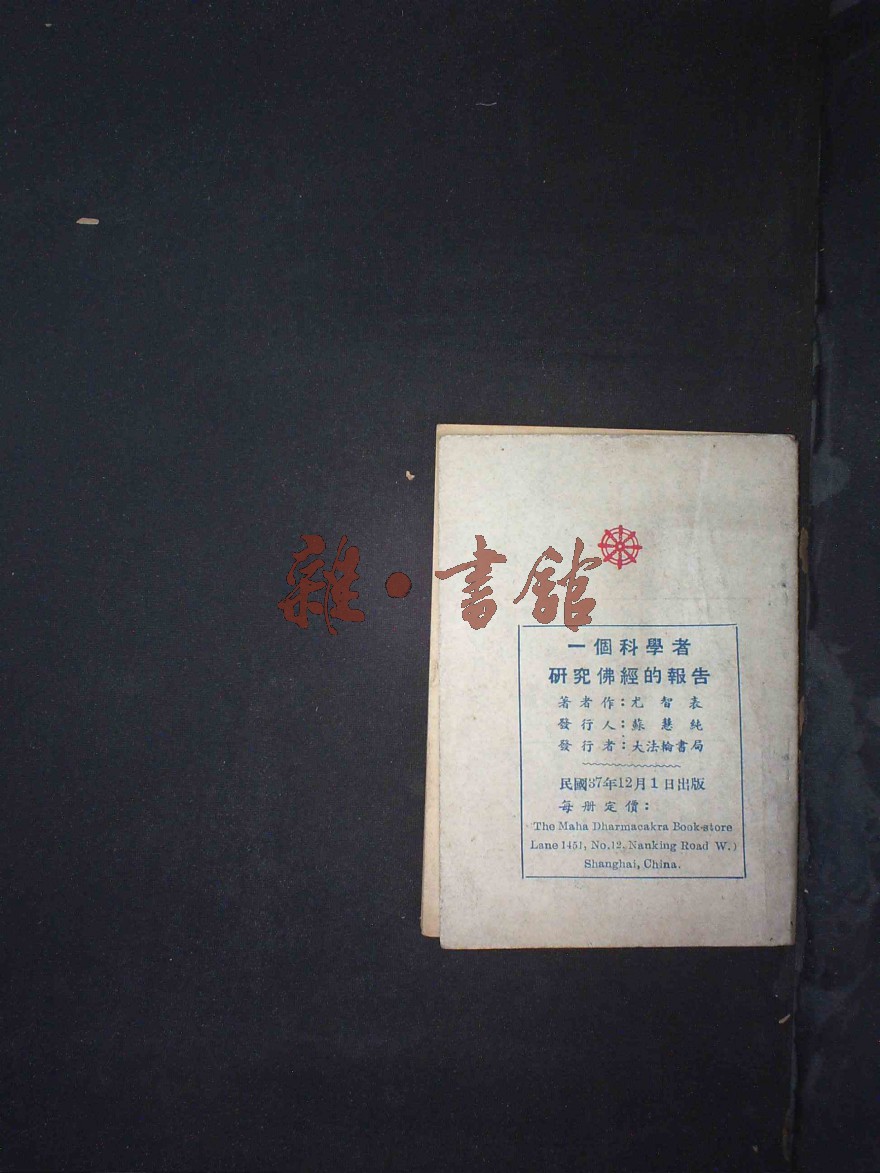 雜·書館
一個科學者
研究佛經的報告
著者作：尤智表
發行人：蘇慧純
發行者：大法輪書局
民國37年12月1日出版
每册定價：
The Maha Dharmacakra Book-store
Lane 1451, No.12. Nanking Road W.)
Shanghai, China.